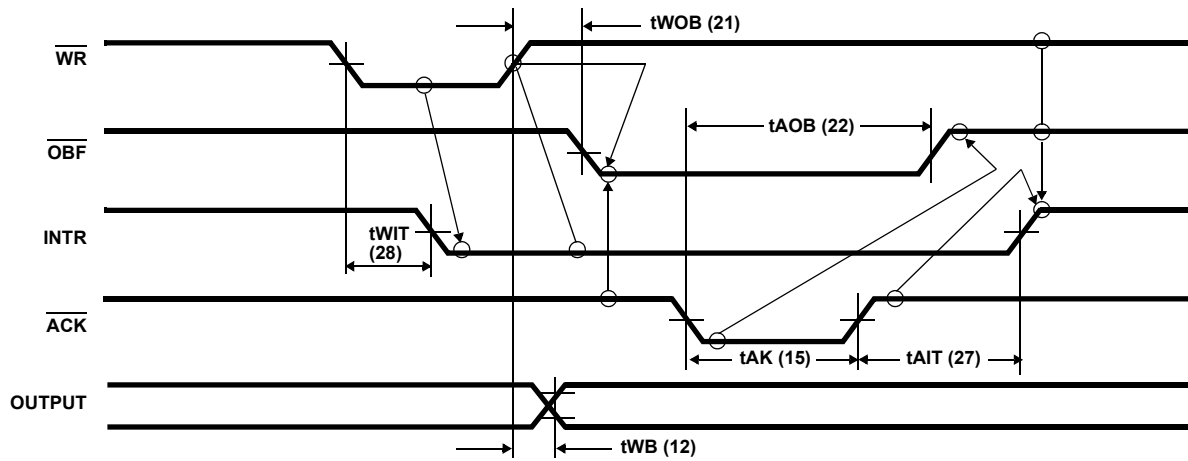 tWOB (21)
WR
tAOB (22)
OBF
INTR
tWIT
(28)
ACK
tAK (15)
tAIT (27)
OUTPUT
tWB (12)